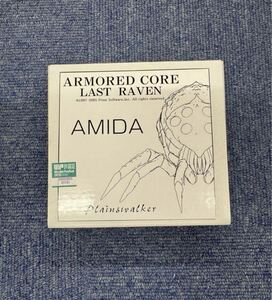 ARMORED CORE
LAST RAVEN
©1997-2005 From Software,Inc. All rights reserved.
AMIDA
Plainswalker